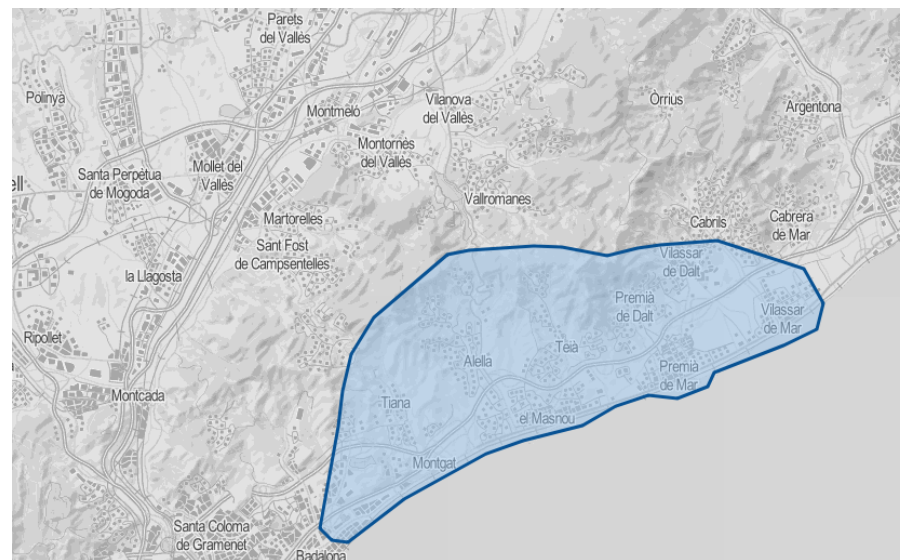 Parets
del Vallès
Polinyà
Montmeló
Vilanova
del Vallès
Òrrius
Argentona
Montornès
del Vallès
Mollet del
Vallès
Santa Perpètua
de Mogoda
ell
Vallromanes
Martorelles
Cabrils
Cabrera
de Mar
Sant Fost
de Campsentelles
la Llagosta
Vilassar
de Dalt
Premià
de Dalt
Vilassar
de Mar
Ripollet
Alella
Teià
Premià
de Mar
Montcada
Tiana
el Masnou
Montgat
Santa Coloma
de Gramenet
Badalona